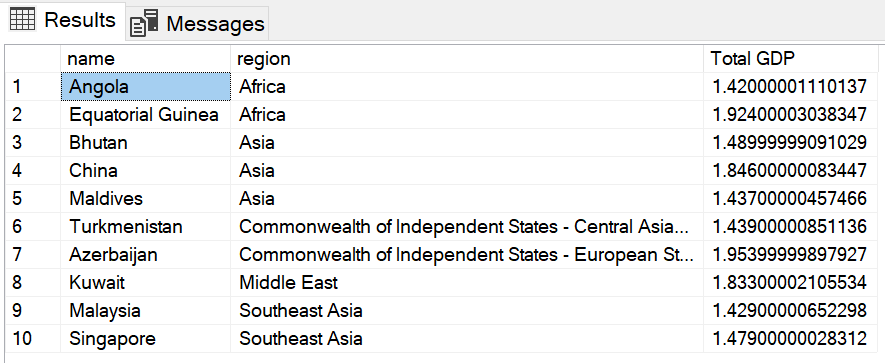 Results Messages
name region Total GDP
1 Angola Africa 1.42000001110137
2 Equatorial Guinea Africa 1.92400003038347
3 Bhutan Asia 1.48999999091029
4 China Asia 1.84600000083447
5 Maldives Asia 1.43700000457466
6 Turkmenistan Commonwealth of Independent States - Central Asia... 1.43900000851136
7 Azerbaijan Commonwealth of Independent States - European St... 1.95399999897927
8 Kuwait Middle East 1.83300002105534
9 Malaysia Southeast Asia 1.42900000652298
10 Singapore Southeast Asia 1.47900000028312